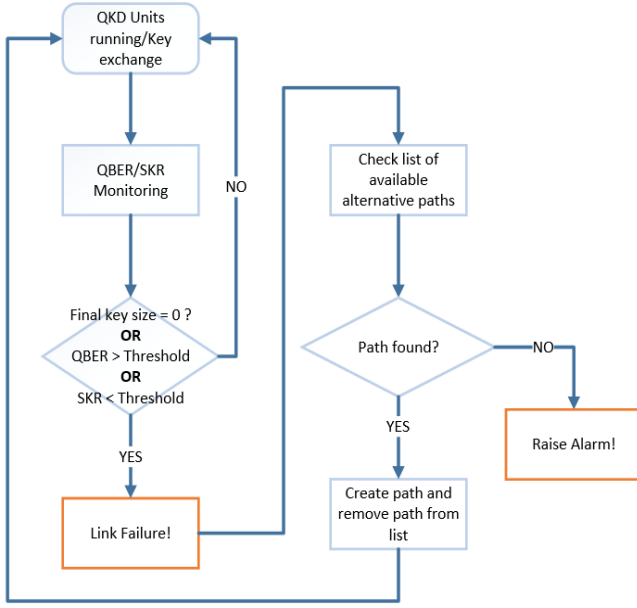 QKD Units
running/Key
exchange
QBER/SKR
Monitoring
NO
Final key size = 0 ?
OR
QBER > Threshold
OR
SKR < Threshold
YES
Link Failure!
Check list of
available
alternative paths
Path found?
NO
Raise Alarm!
YES
Create path and
remove path from
list